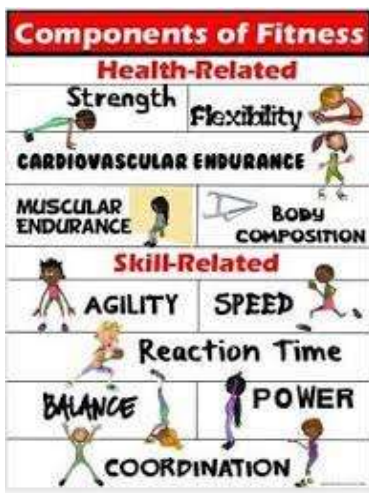 Components of Fitness
Health-Related
Strength
Flexibility
CARDIOVASCULAR ENDURANCE
MUSCULAR
ENDURANCE
BODY
COMPOSITION
Skill-Related
AGILITY
SPEED
Reaction Time
BALANCE
POWER
COORDINATION